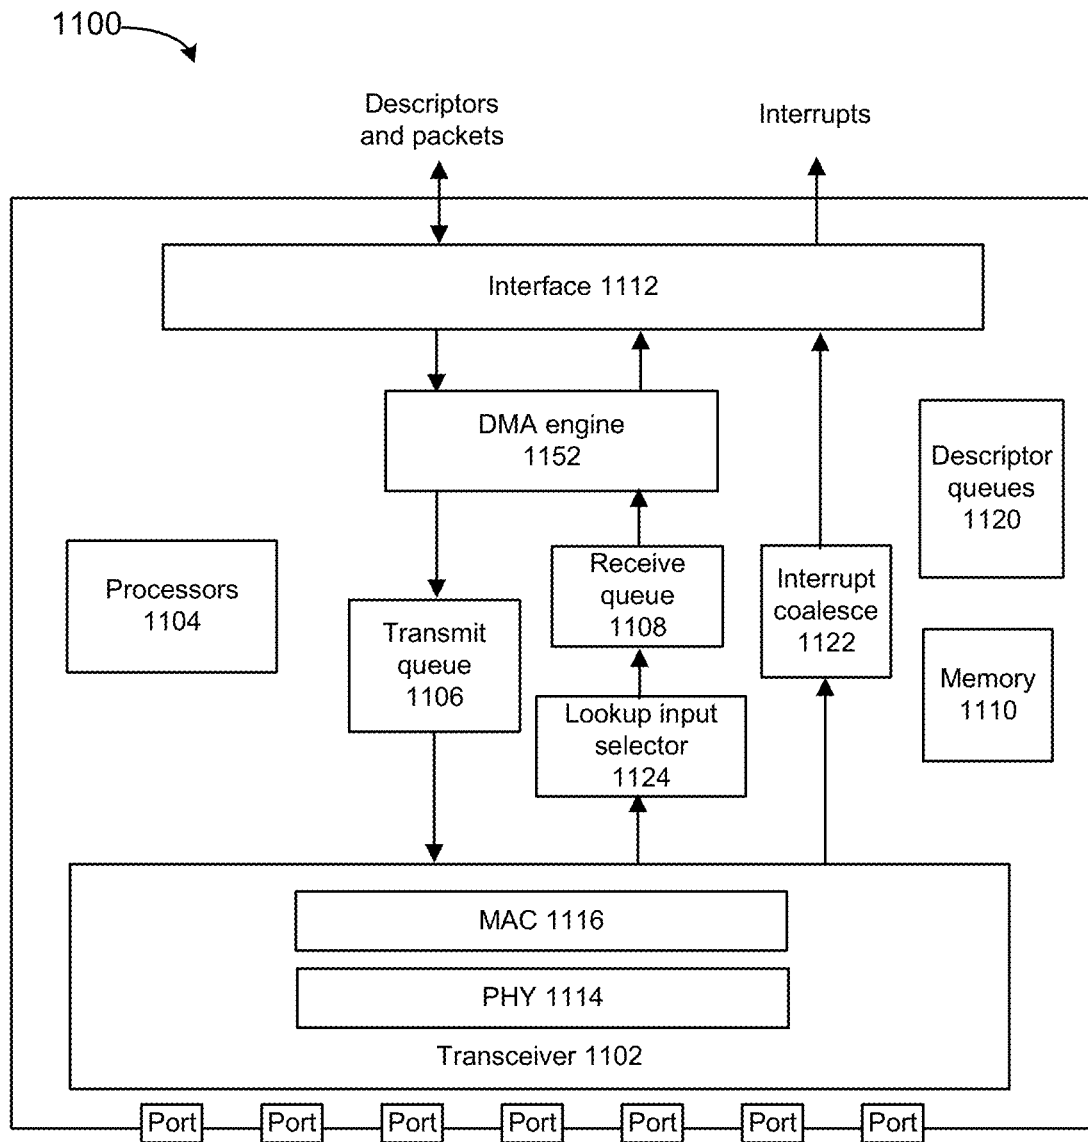 1100
Descriptors
and packets
Interrupts
Interface 1112
DMA engine
1152
Descriptor
queues
1120
Processors
1104
Transmit
queue
1106
Receive
queue
1108
Interrupt
coalesce
1122
Memory
1110
Lookup input
selector
1124
MAC 1116
PHY 1114
Transceiver 1102
Port
Port
Port
Port
Port
Port
Port